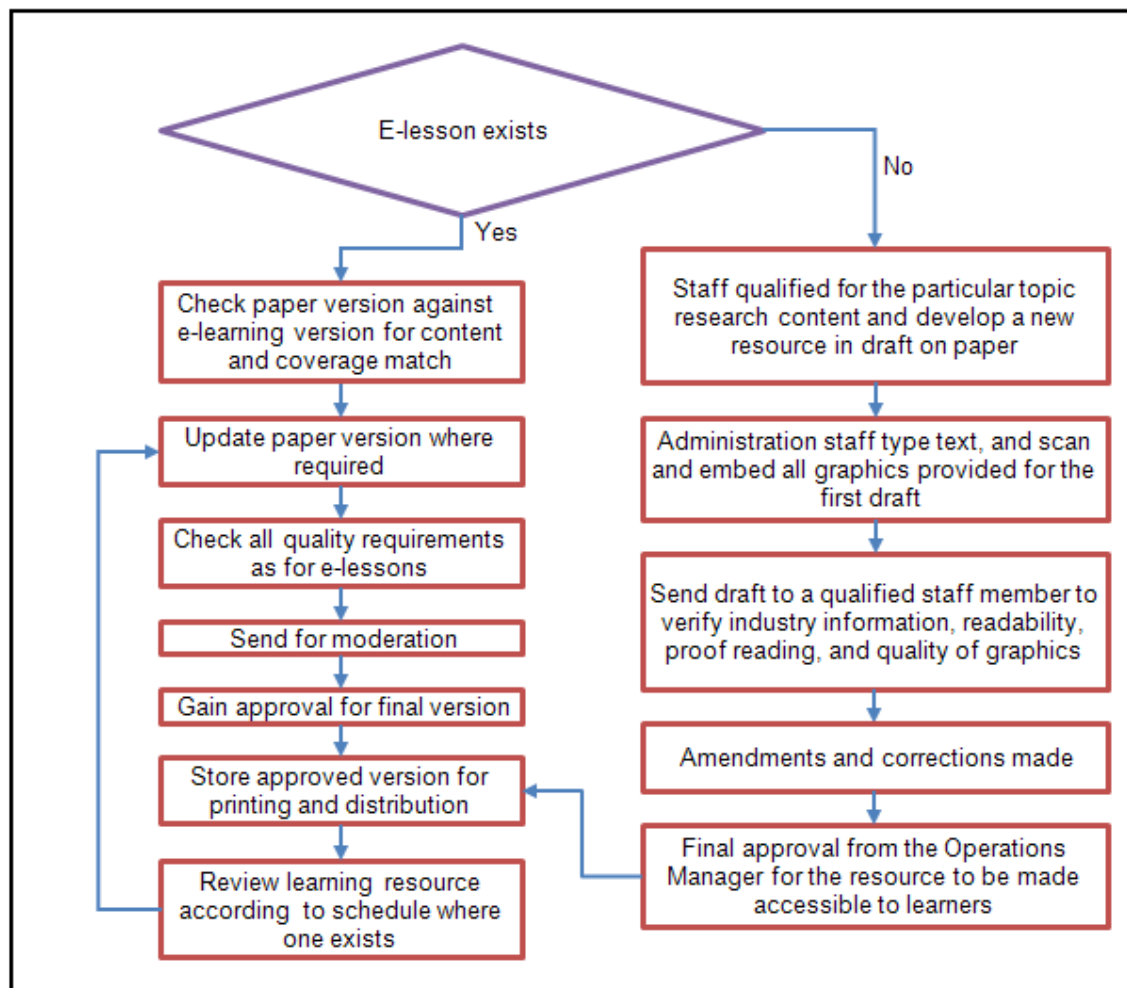 E-lesson exists
No
Yes
Check paper version against
e-learning version for content
and coverage match
Update paper version where
required
Check all quality requirements
as for e-lessons
Send for moderation
Gain approval for final version
Store approved version for
printing and distribution
Review learning resource
according to schedule where
one exists
Staff qualified for the particular topic
research content and develop a new
resource in draft on paper
Administration staff type text, and scan
and embed all graphics provided for the
first draft
Send draft to a qualified staff member to
verify industry information, readability,
proof reading, and quality of graphics
Amendments and corrections made
Final approval from the Operations
Manager for the resource to be made
accessible to learners